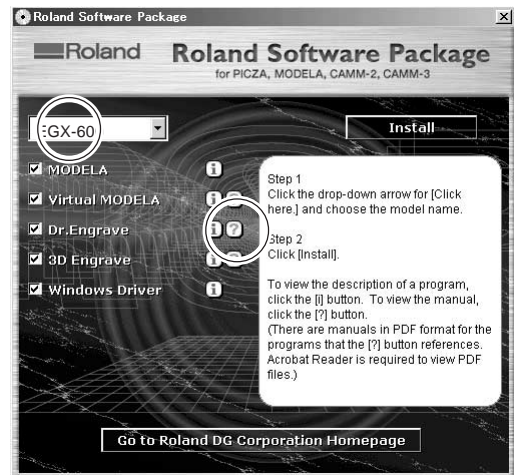 Roland Software Package
Roland
Roland Software Package
for PICZA, MODELA, CAMM-2, CAMM-3
EGX-60
Install
MODELA
i
Virtual MODELA
i ?
Dr.Engrave
i ?
3D Engrave
i ?
Windows Driver
i
Step 1
Click the drop-down arrow for [Click
here.] and choose the model name.
Step 2
Click [Install].
To view the description of a program,
click the [i] button. To view the manual,
click the [?] button.
(There are manuals in PDF format for the
programs that the [?] button references.
Acrobat Reader is required to view PDF
files.)
Go to Roland DG Corporation Homepage